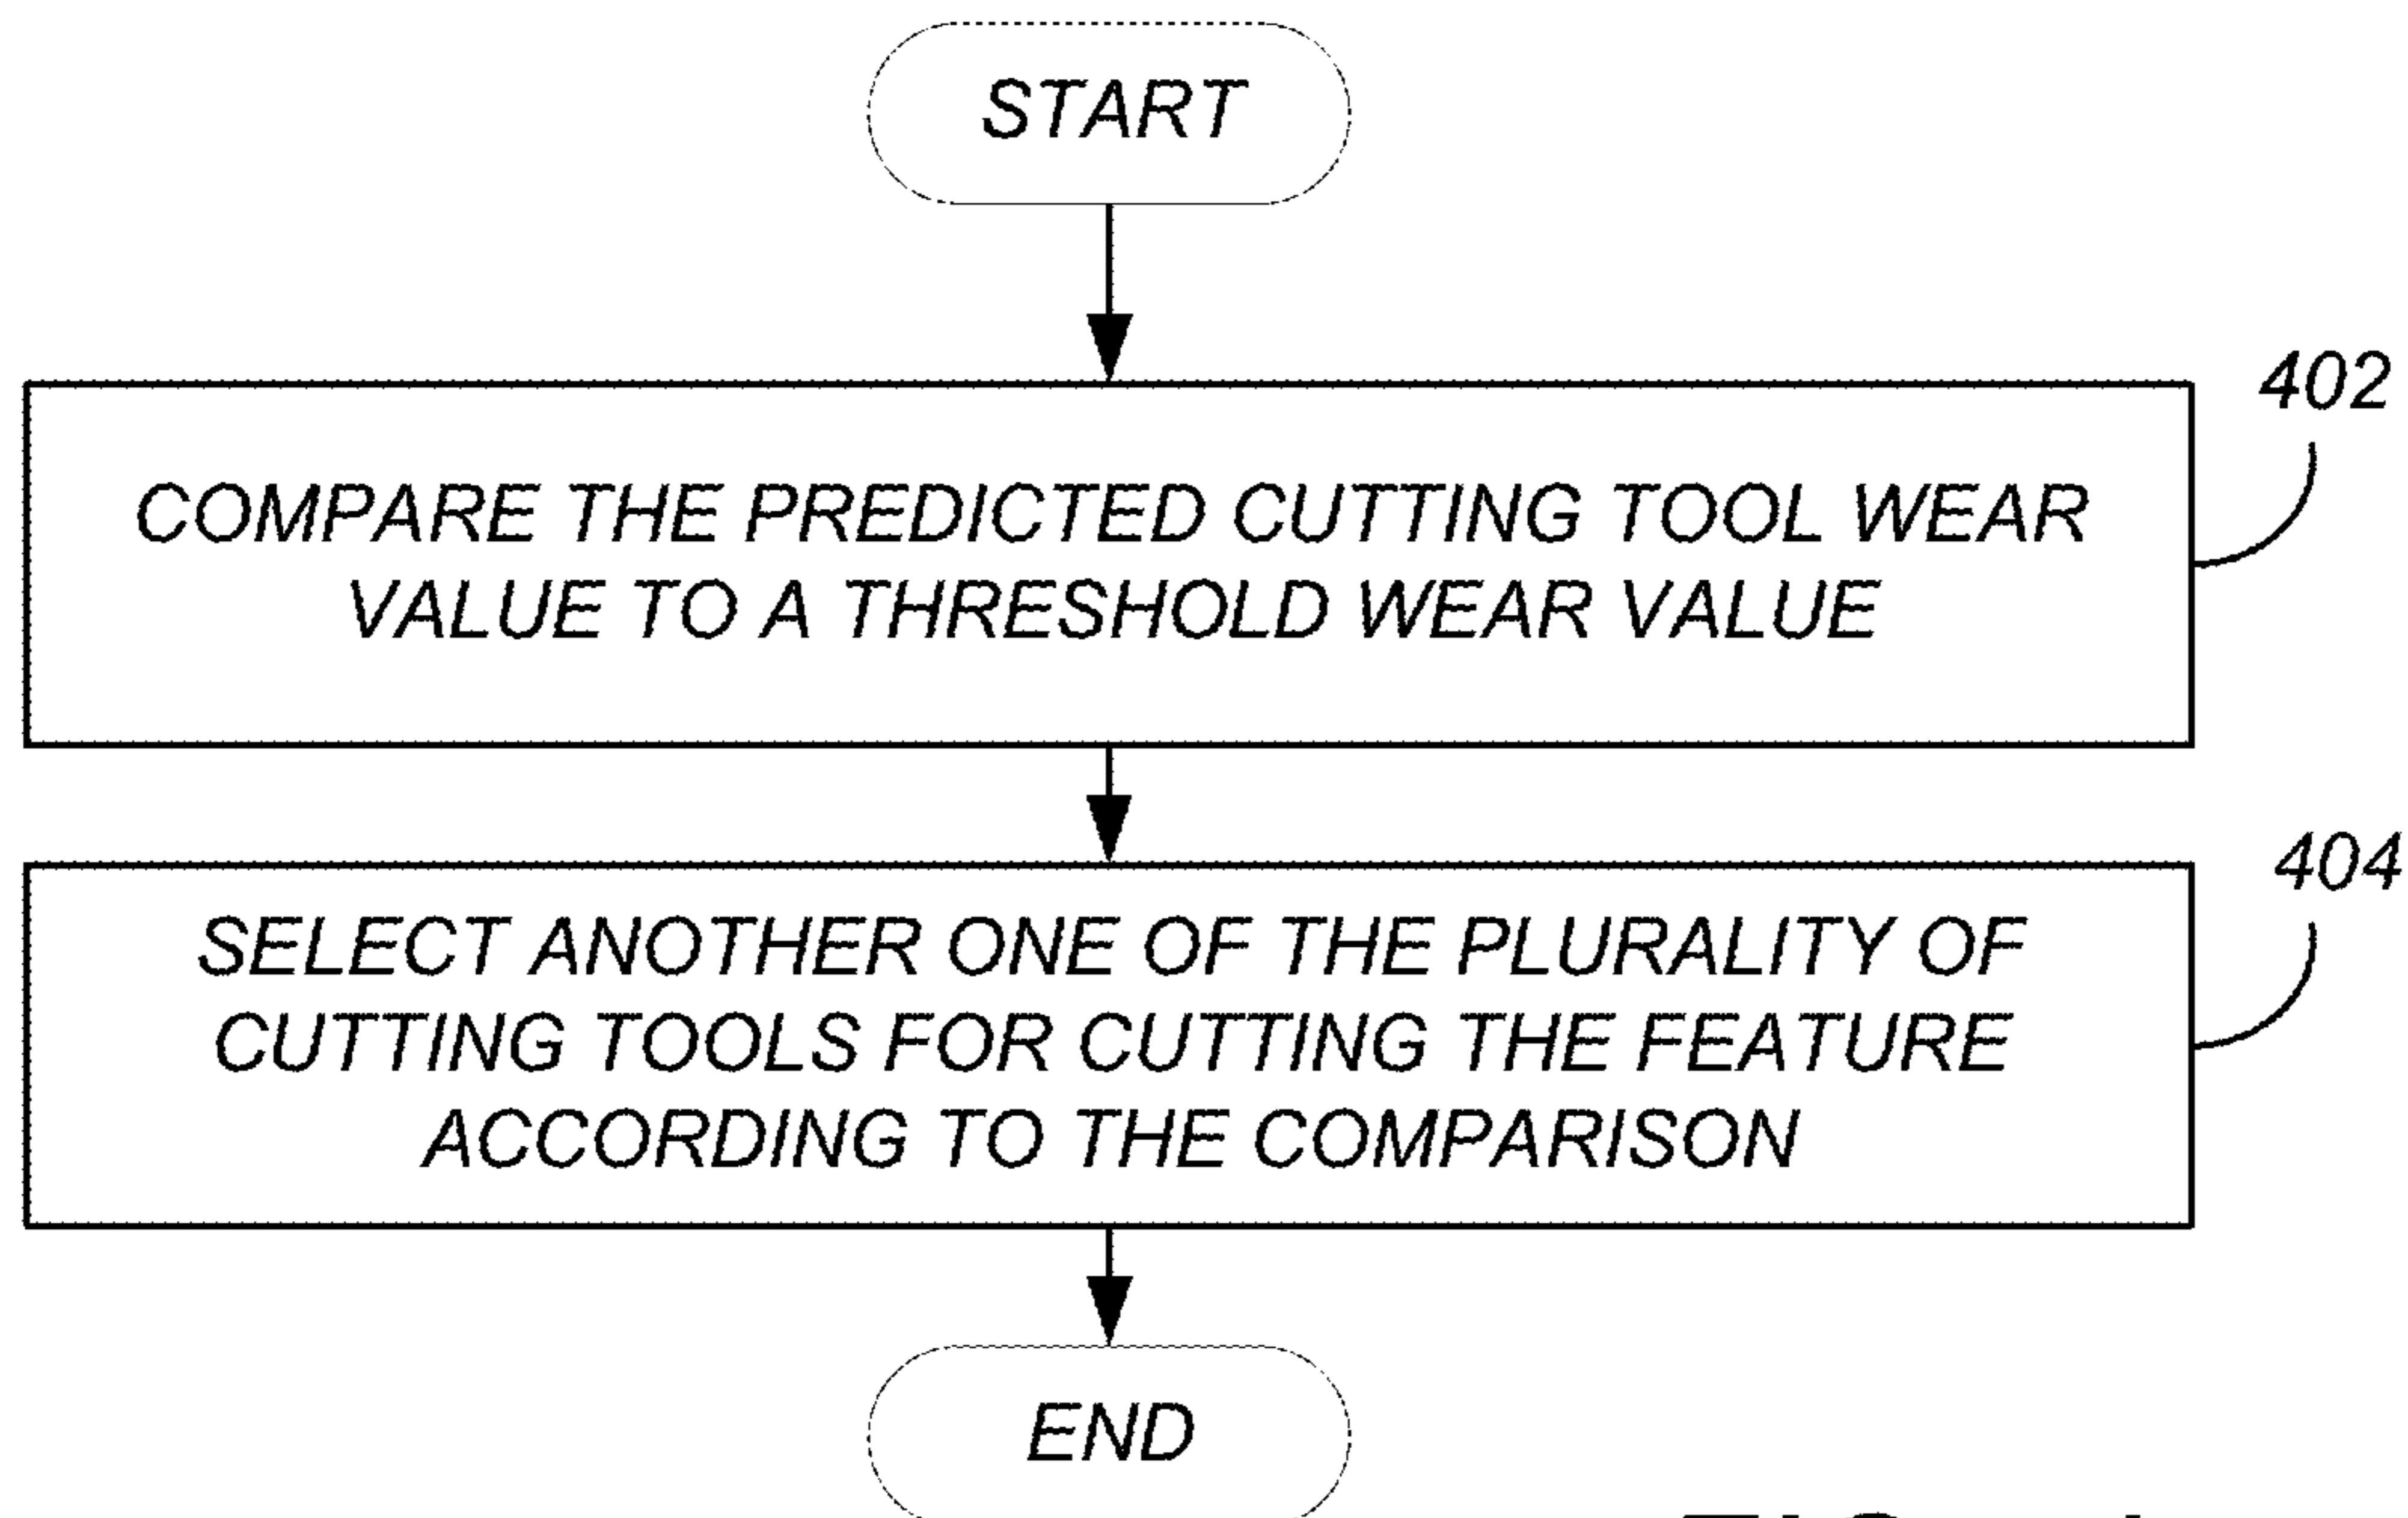 START
402
COMPARE THE PREDICTED CUTTING TOOL WEAR
VALUE TO A THRESHOLD WEAR VALUE
404
SELECT ANOTHER ONE OF THE PLURALITY OF
CUTTING TOOLS FOR CUTTING THE FEATURE
ACCORDING TO THE COMPARISON
END